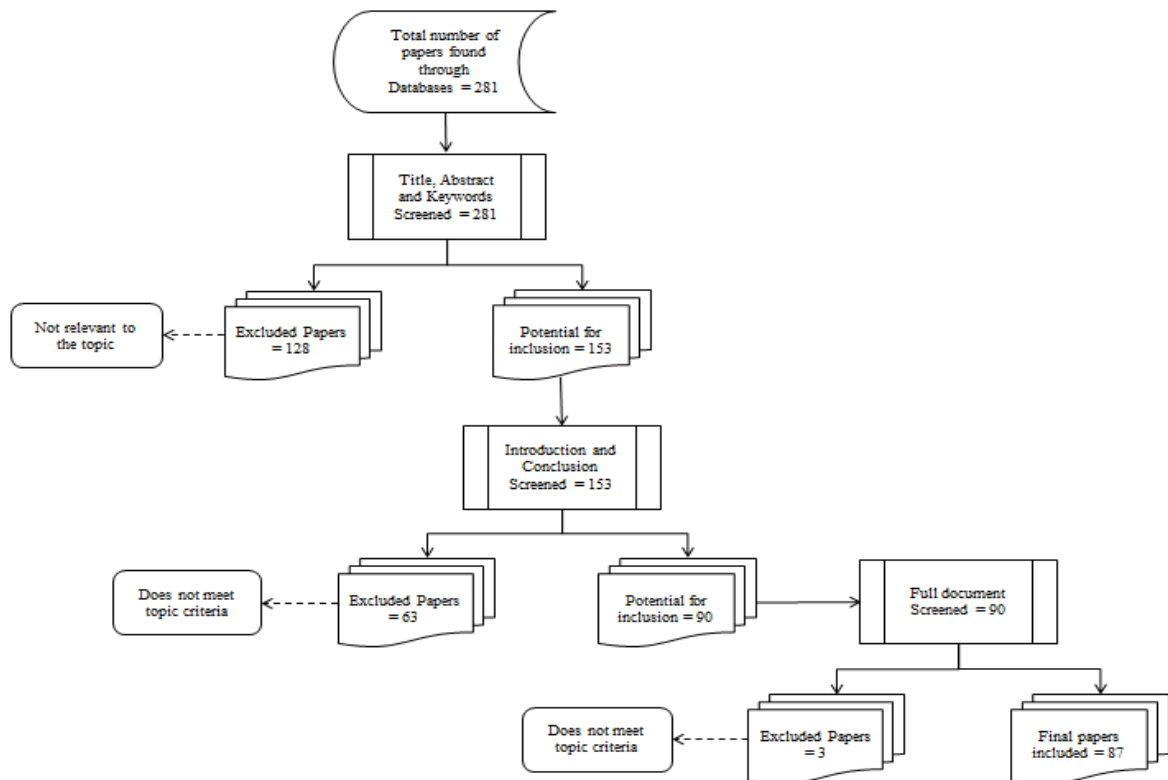 Total number of
papers found
through
Databases = 281
Title, Abstract
and Keywords
Screened = 281
Not relevant to
the topic
Excluded Papers
= 128
Potential for
inclusion = 153
Introduction and
Conclusion
Screened = 153
Does not meet
topic criteria
Excluded Papers
= 63
Potential for
inclusion = 90
Full document
Screened = 90
Does not meet
topic criteria
Excluded Papers
= 3
Final papers
included = 87